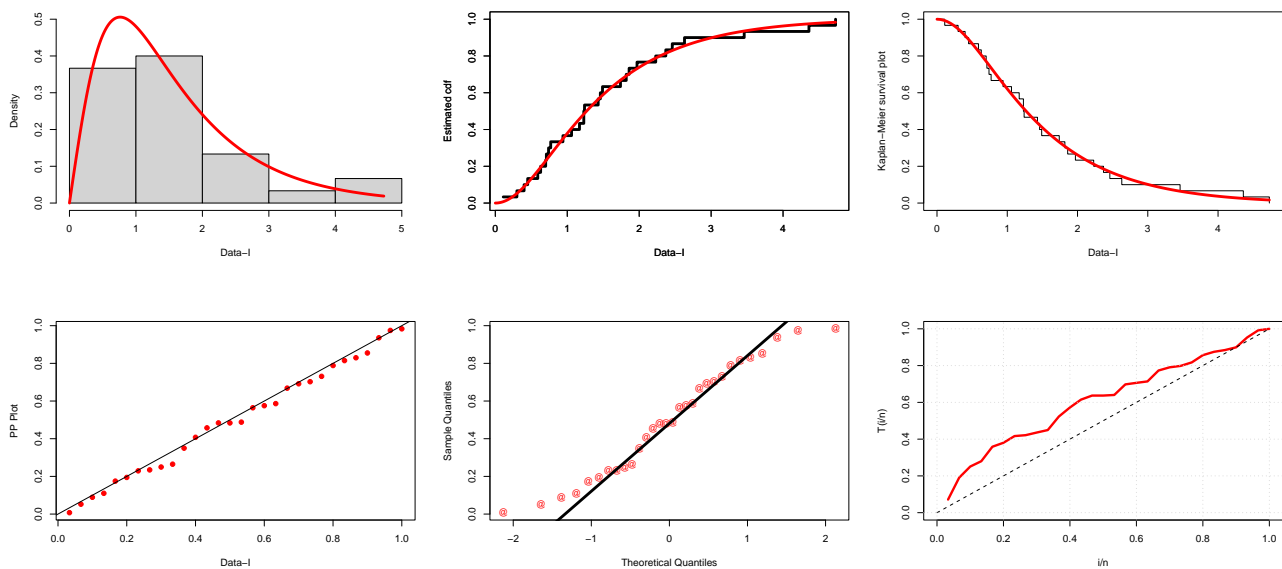 Density
0.0 0.1 0.2 0.3 0.4 0.5
0 1 2 3 4 5
Data−I
Estimated cdf
0.0 0.2 0.4 0.6 0.8 1.0
0 1 2 3 4
Data−I
Kaplan−Meier survival plot
0.0 0.2 0.4 0.6 0.8 1.0
0 1 2 3 4
Data−I
PP Plot
0.0 0.2 0.4 0.6 0.8 1.0
0.0 0.2 0.4 0.6 0.8 1.0
Data−I
Sample Quantiles
0.0 0.2 0.4 0.6 0.8 1.0
−2 −1 0 1 2
Theoretical Quantiles
T(i/n)
0.0 0.2 0.4 0.6 0.8 1.0
0.0 0.2 0.4 0.6 0.8 1.0
i/n